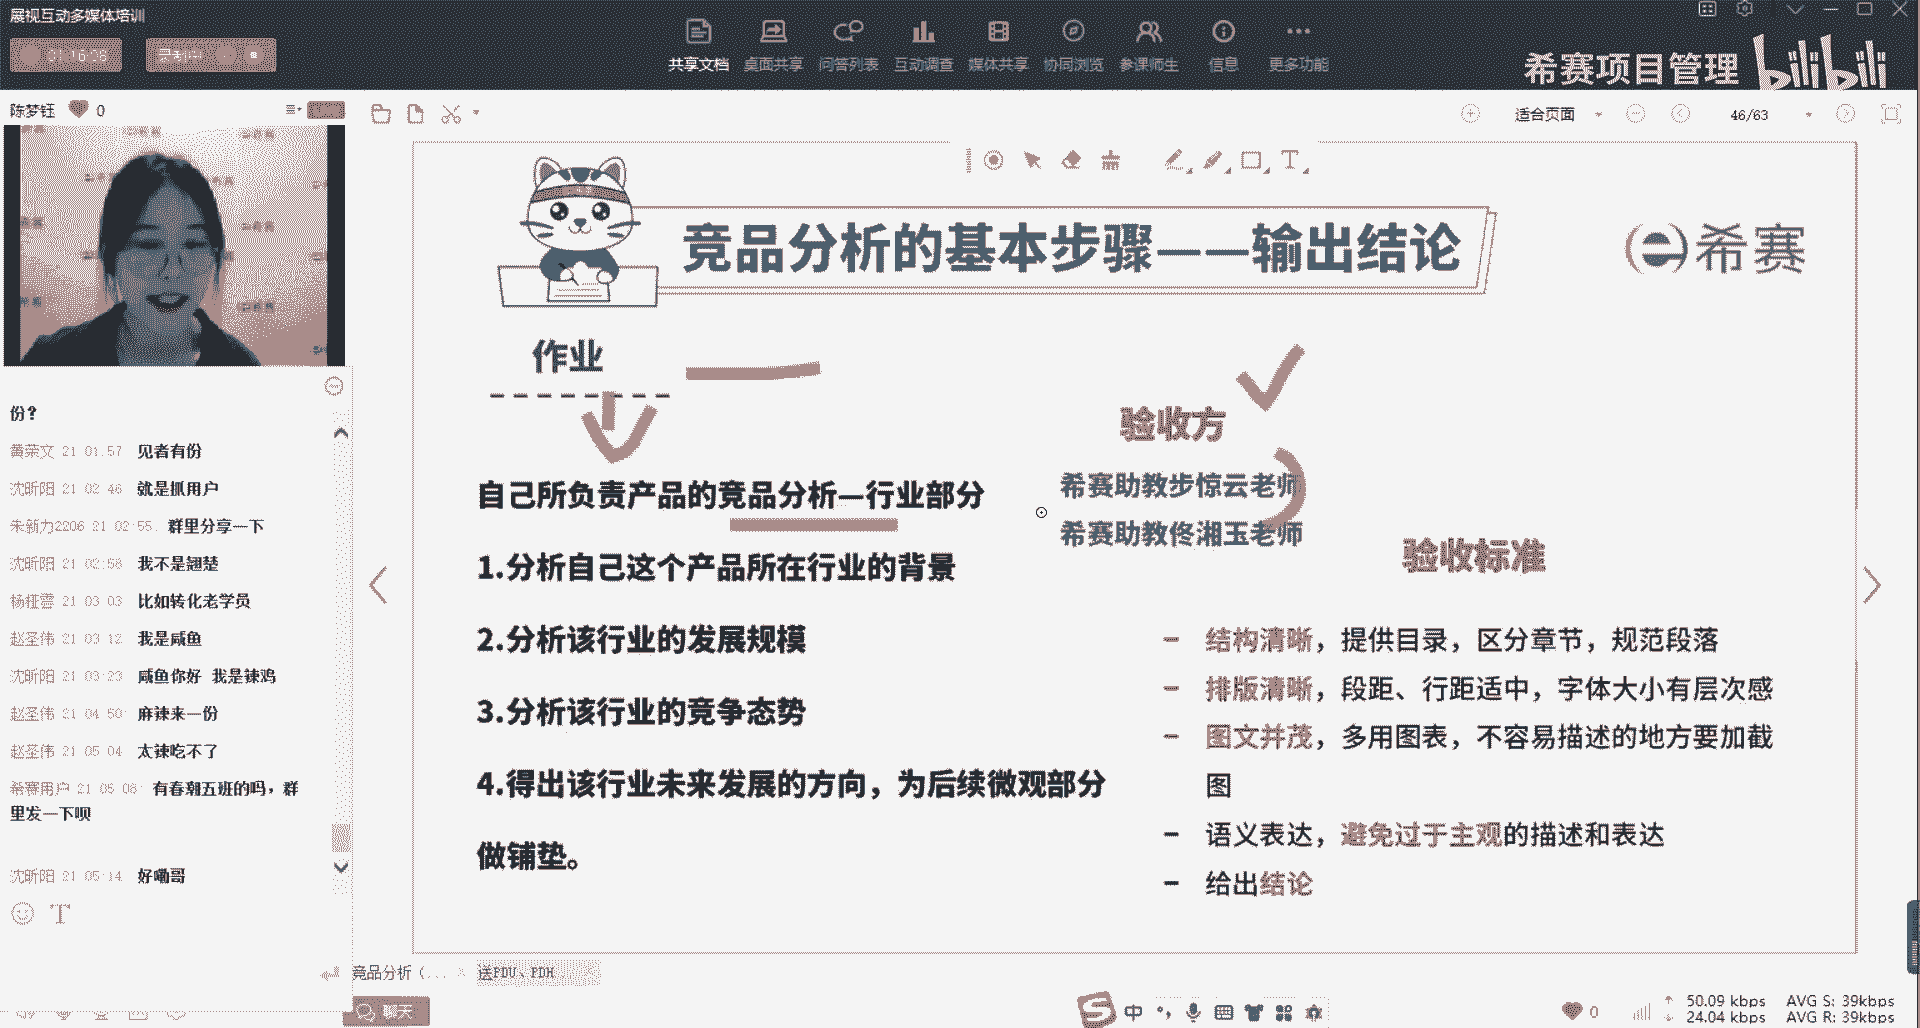 展视互动多媒体培训
01:16:08
共享文档 桌面共享 问答列表 互动调查 媒体共享 协同浏览 参课师生 信息 更多功能
希赛项目管理 bilibili
陈梦钰 0
适合页面
46/63
份?
黄荣文 21 01:57 见者有份
沈昕阳 21 02:46 就是抓用户
朱新力2206 21 02:55 群里分享一下
沈昕阳 21 02:58 我不是翘楚
21 03:03 比如转化老学员
赵圣伟 21 03:12 我是咸鱼
沈昕阳 21 03:23 咸鱼你好 我是辣鸡
赵圣伟 21 04:50 麻辣来一份
赵圣伟 21 05:04 太辣吃不了
希赛用户 21 05:08 有春潮五班的吗,群
里发一下呗
沈昕阳 21 05:14 好嘞哥
竞品分析的基本步骤——输出结论
希赛
作业
自己所负责产品的竞品分析—行业部分
1.分析自己这个产品所在行业的背景
2.分析该行业的发展规模
3.分析该行业的竞争态势
4.得出该行业未来发展的方向,为后续微观部分
做铺垫。
验收方
希赛助教步惊云老师
希赛助教佟湘玉老师
验收标准
- 结构清晰,提供目录,区分章节,规范段落
- 排版清晰,段距、行距适中,字体大小有层次感
- 图文并茂,多用图表,不容易描述的地方要加截
图
- 语义表达,避免过于主观的描述和表达
- 给出结论
竞品分析(... × 送PDU、PDH
聊天
中
0
50.09 kbps AVG S: 39kbps
24.04 kbps AVG R: 39kbps